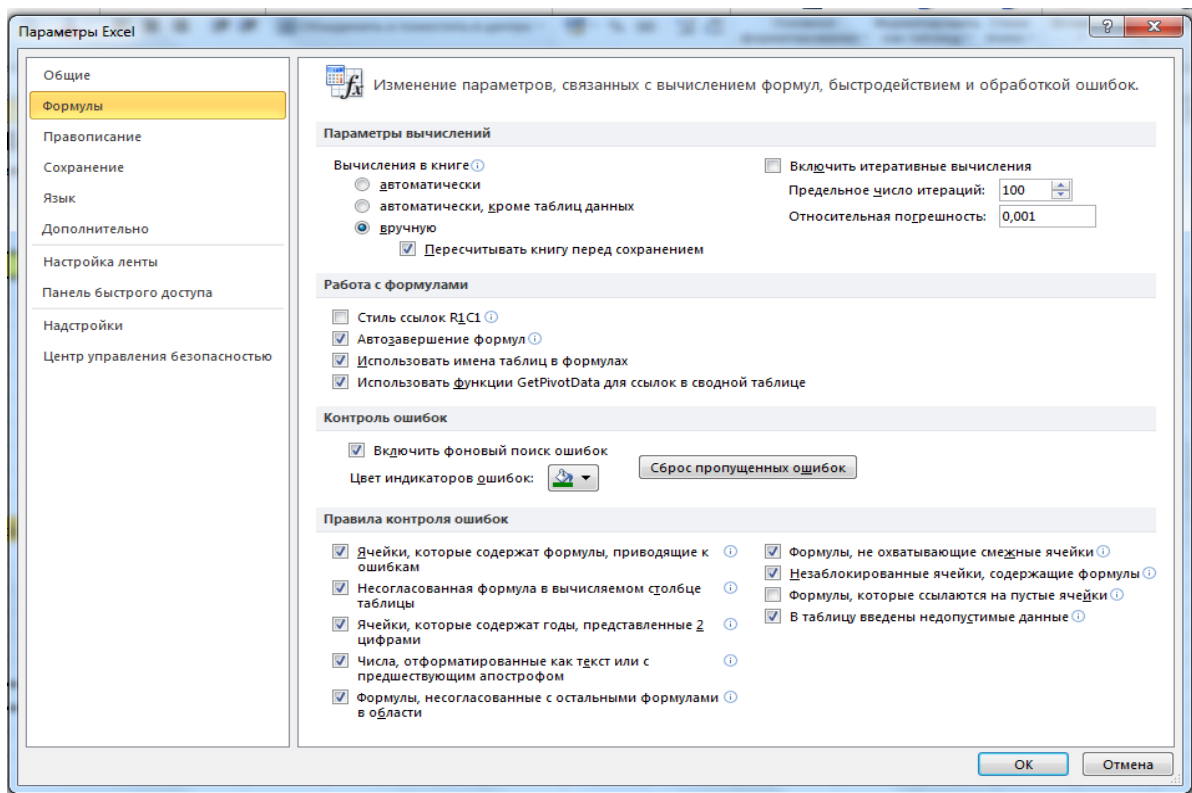 Параметры Excel
Общие
Формулы
Правописание
Сохранение
Язык
Дополнительно
Настройка ленты
Панель быстрого доступа
Надстройки
Центр управления безопасностью
Изменение параметров, связанных с вычислением формул, быстродействием и обработкой ошибок.
Параметры вычислений
Вычисления в книге
автоматически
автоматически, кроме таблиц данных
вручную
Пересчитывать книгу перед сохранением
Включить итеративные вычисления
Предельное число итераций: 100
Относительная погрешность: 0,001
Работа с формулами
Стиль ссылок R1C1
Автозавершение формул
Использовать имена таблиц в формулах
Использовать функции GetPivotData для ссылок в сводной таблице
Контроль ошибок
Включить фоновый поиск ошибок
Цвет индикаторов ошибок:
Сброс пропущенных ошибок
Правила контроля ошибок
Ячейки, которые содержат формулы, приводящие к
ошибкам
Несогласованная формула в вычисляемом столбце
таблицы
Ячейки, которые содержат годы, представленные 2
цифрами
Числа, отформатированные как текст или с
предшествующим апострофом
Формулы, несогласованные с остальными формулами
в области
Формулы, не охватывающие смежные ячейки
Незаблокированные ячейки, содержащие формулы
Формулы, которые ссылаются на пустые ячейки
В таблицу введены недопустимые данные
ОК
Отмена